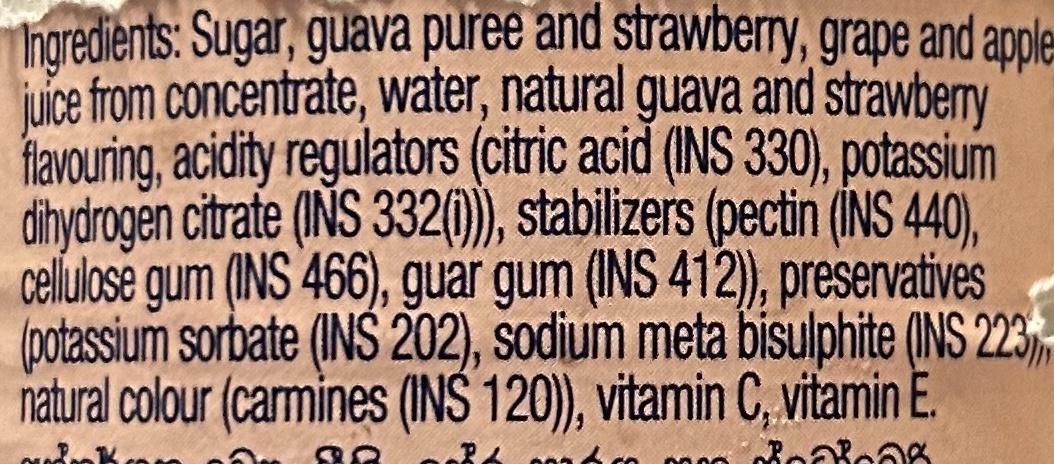 Ingredients: Sugar, guava puree and strawberry, grape and apple
juice from concentrate, water, natural guava and strawberry
flavouring, acidity regulators (citric acid (INS 330), potassium
dihydrogen citrate (INS 332(i))), stabilizers (pectin (INS 440),
cellulose gum (INS 466), guar gum (INS 412)), preservatives
(potassium sorbate (INS 202), sodium meta bisulphite (INS 223)),
natural colour (carmines (INS 120)), vitamin C, vitamin E.